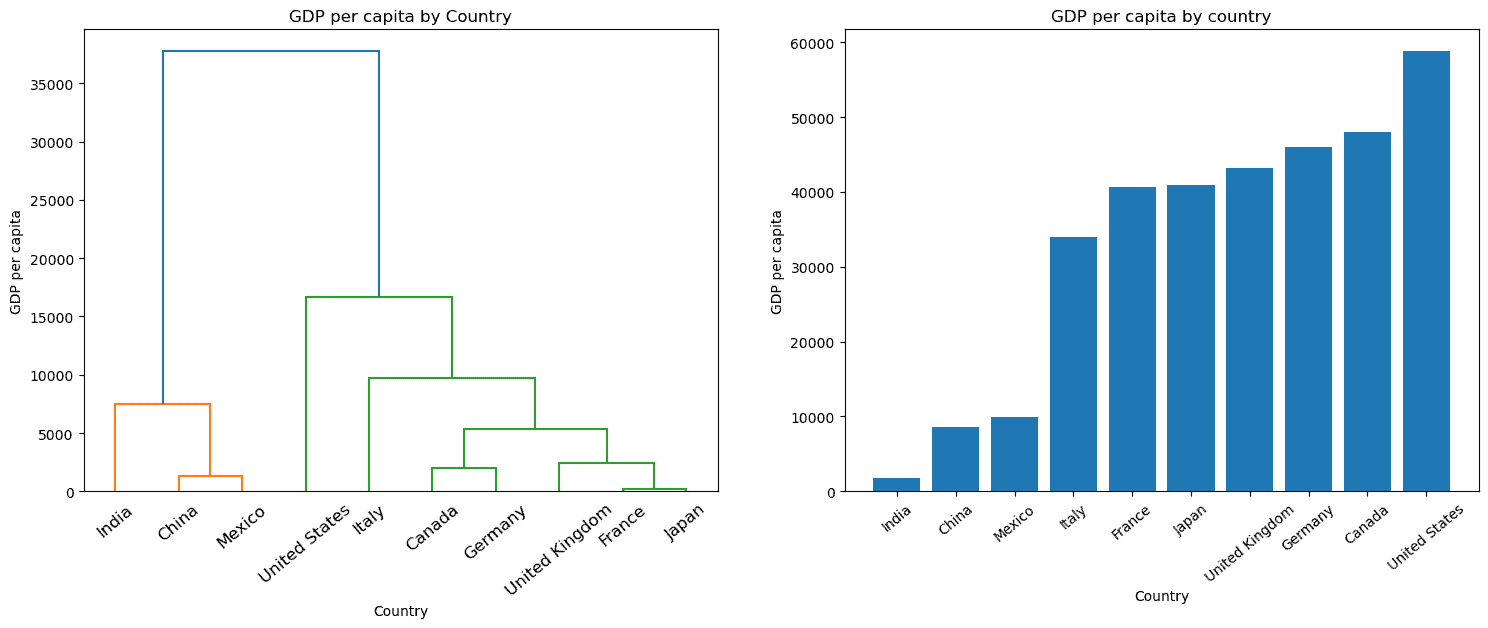 GDP per capita by Country
GDP per capita
35000
30000
25000
20000
15000
10000
5000
0
India
China
Mexico
United States
Italy
Canada
Germany
United Kingdom
France
Japan
Country
GDP per capita by country
GDP per capita
60000
50000
40000
30000
20000
10000
0
India
China
Mexico
Italy
France
Japan
United Kingdom
Germany
Canada
United States
Country